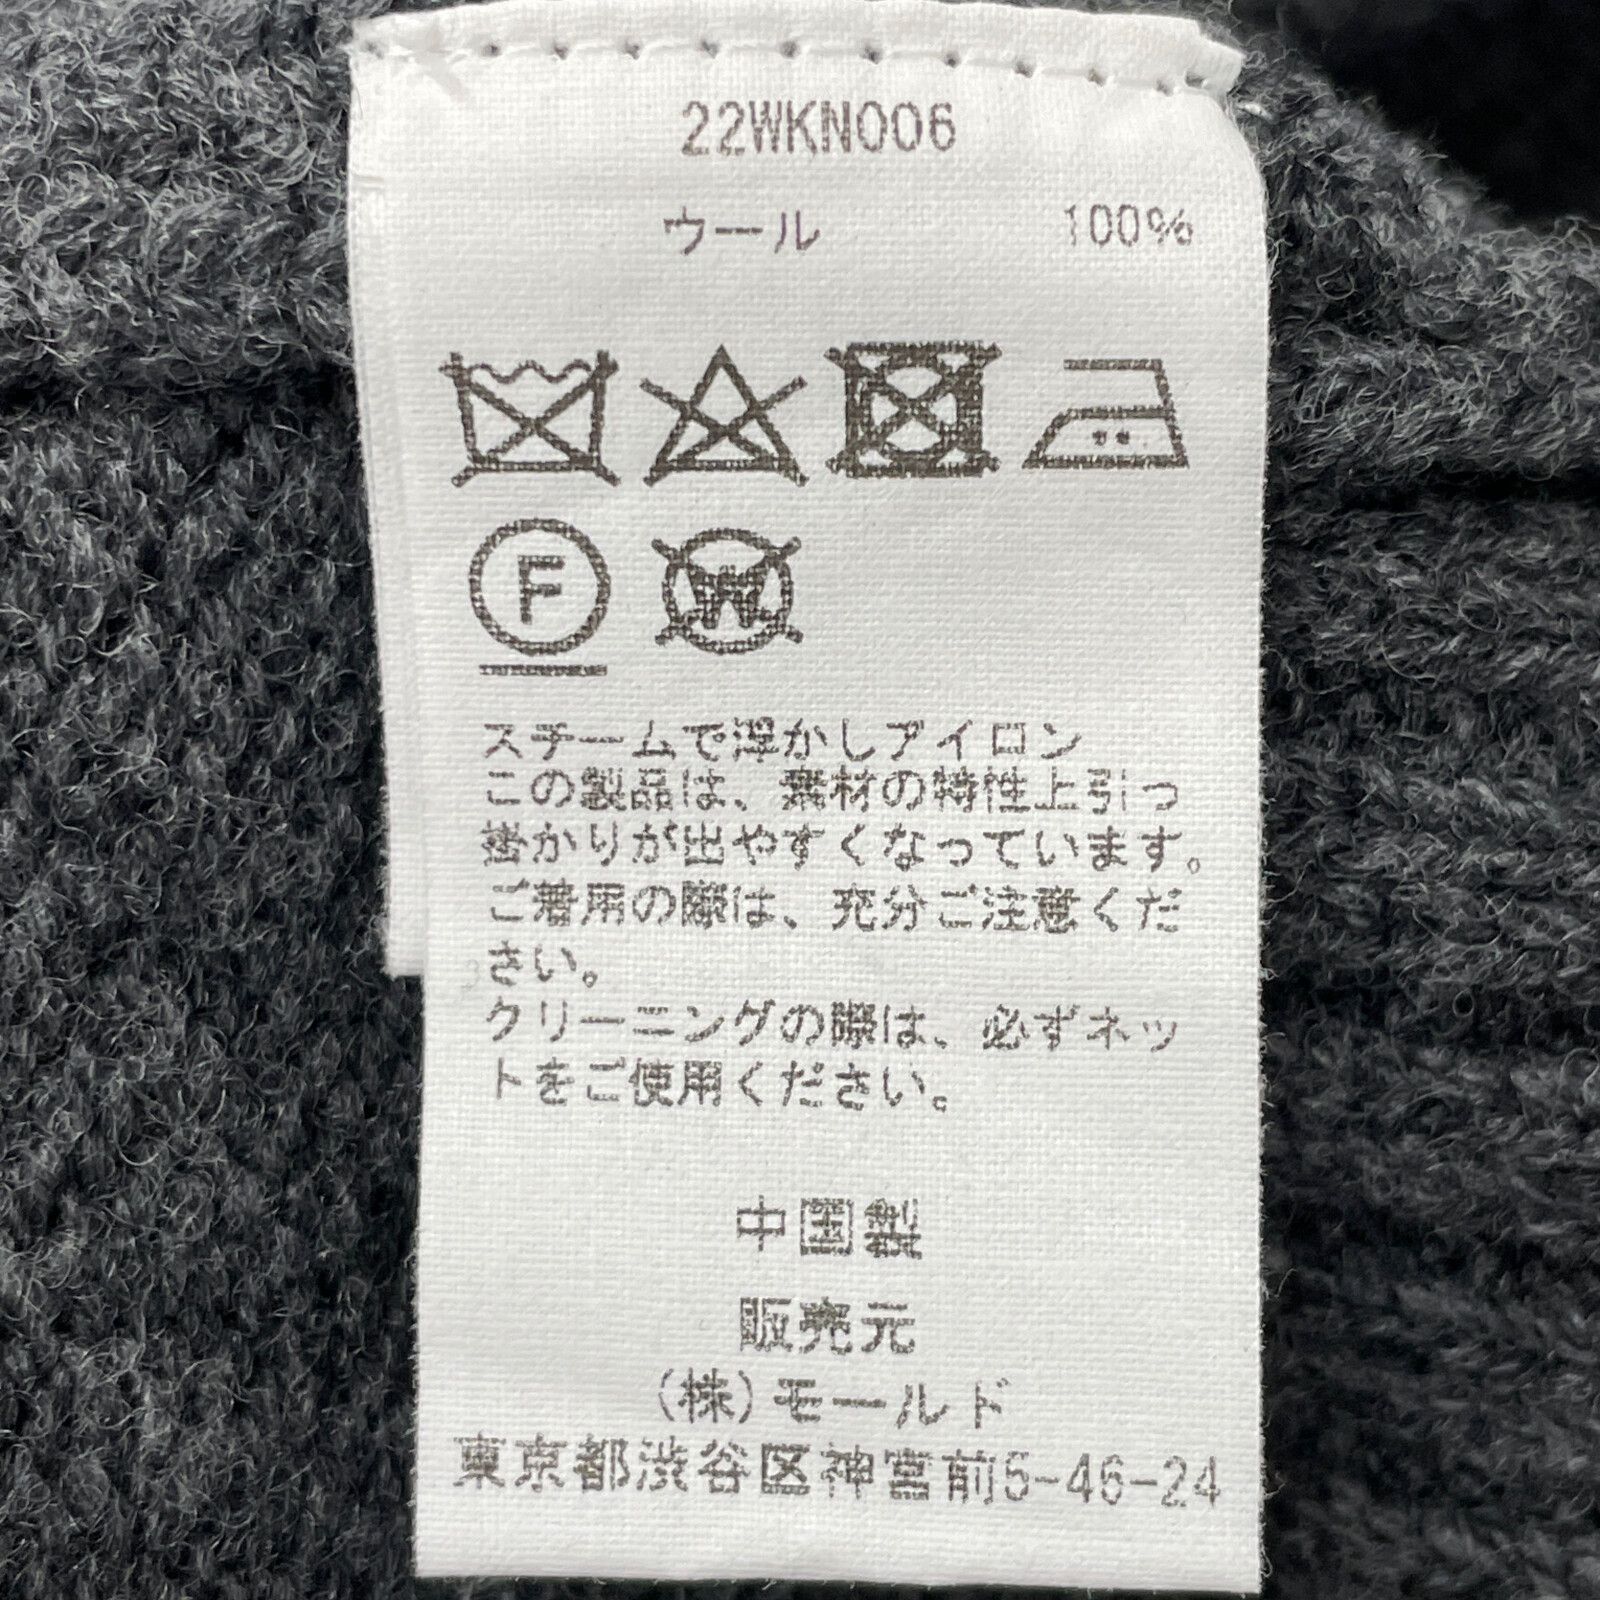 22WKN006
ウール 100%
F W
スチームで浮かしアイロン
この製品は、素材の特性上引っ
掛かりが出やすくなっています。
ご着用の際は、充分ご注意くだ
さい。
クリーニングの際は、必ずネッ
トをご使用ください。
中国製
販売元
(株)モールド
東京都渋谷区神宮前5-46-24